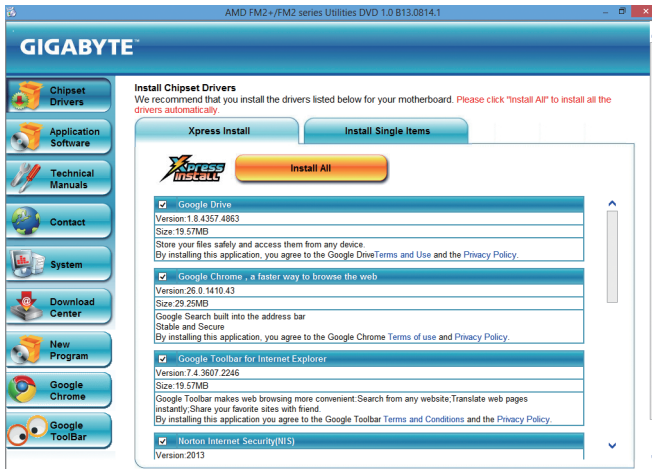 AMD FM2+/FM2 series Utilities DVD 1.0 B13.0814.1
GIGABYTE™
Chipset
Drivers
Application
Software
Technical
Manuals
Contact
System
Download
Center
New
Program
Google
Chrome
Google
ToolBar
Install Chipset Drivers
We recommend that you install the drivers listed below for your motherboard. Please click "Install All" to install all the
drivers automatically.
Xpress Install
Install Single Items
Xpress
Install
Install All
Google Drive
Version:1.8.4357.4863
Size:19.57MB
Store your files safely and access them from any device.
By installing this application, you agree to the Google DriveTerms and Use and the Privacy Policy.
Google Chrome , a faster way to browse the web
Version:26.0.1410.43
Size:29.25MB
Google Search built into the address bar
Stable and Secure
By installing this application, you agree to the Google Chrome Terms of use and Privacy Policy.
Google Toolbar for Internet Explorer
Version:7.4.3607.2246
Size:19.57MB
Google Toolbar makes web browsing more convenient:Search from any website;Translate web pages
instantly;Share your favorite sites with friend.
By installing this application, you agree to the Google Toolbar Terms and Conditions and the Privacy Policy.
Norton Internet Security(NIS)
Version:2013